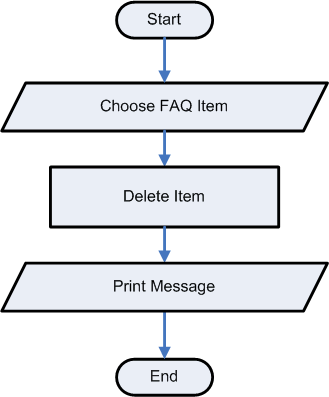 Start
Choose FAQ Item
Delete Item
Print Message
End